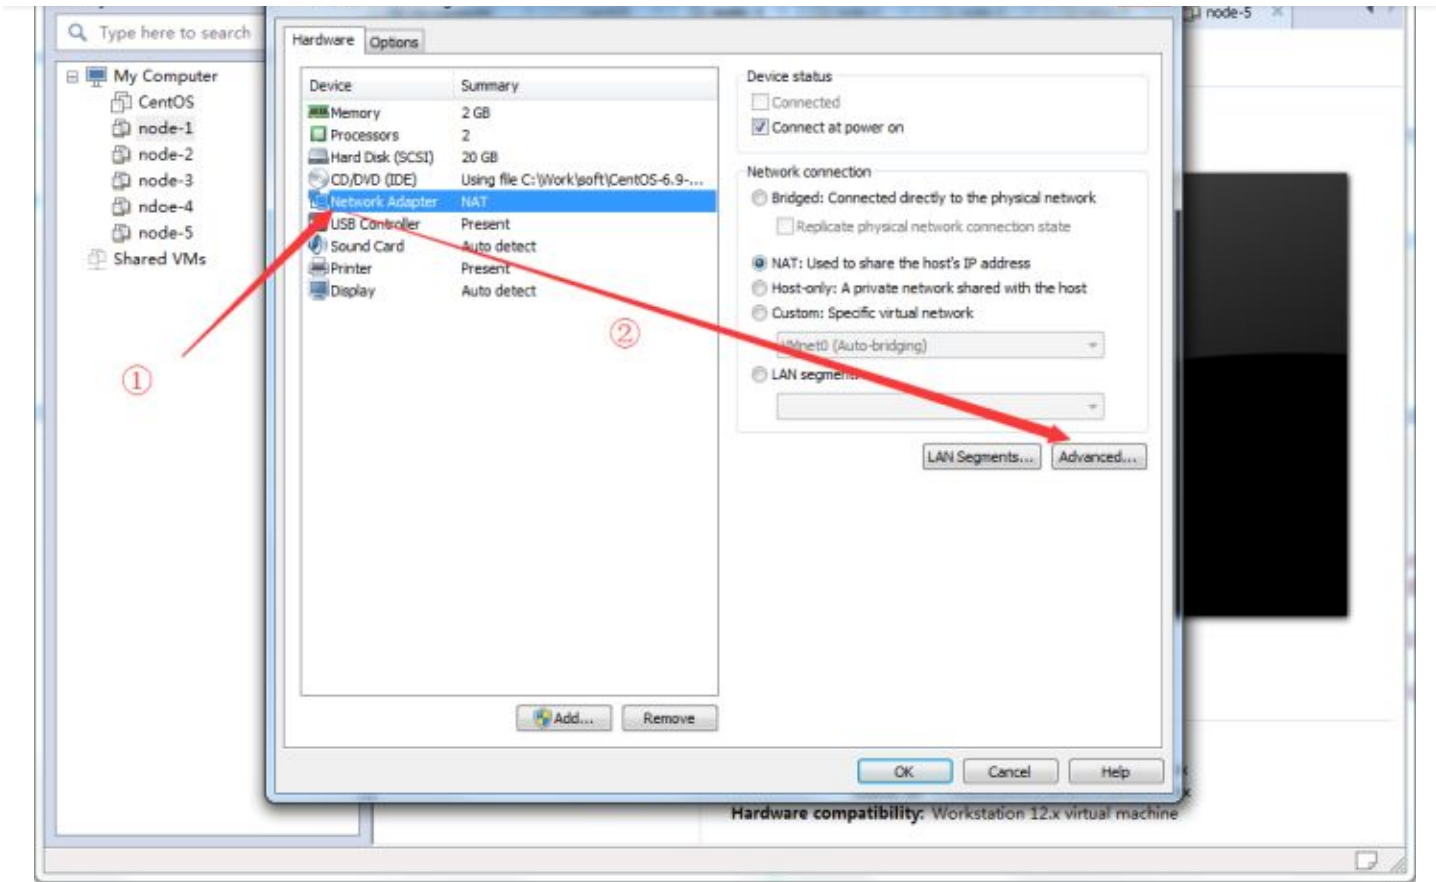 node-5
Type here to search
My Computer
CentOS
node-1
node-2
node-3
ndoe-4
node-5
Shared VMs
Hardware
Options
Device
Summary
Memory
2 GB
Processors
2
Hard Disk (SCSI)
20 GB
CD/DVD (IDE)
Using file C:\Work\soft\CentOS-6.9-...
Network Adapter
NAT
USB Controller
Present
Sound Card
Auto detect
Printer
Present
Display
Auto detect
①
②
Add...
Remove
Device status
Connected
Connect at power on
Network connection
Bridged: Connected directly to the physical network
Replicate physical network connection state
NAT: Used to share the host's IP address
Host-only: A private network shared with the host
Custom: Specific virtual network
VMnet0 (Auto-bridging)
LAN segment:
LAN Segments...
Advanced...
OK
Cancel
Help
Hardware compatibility: Workstation 12.x virtual machine